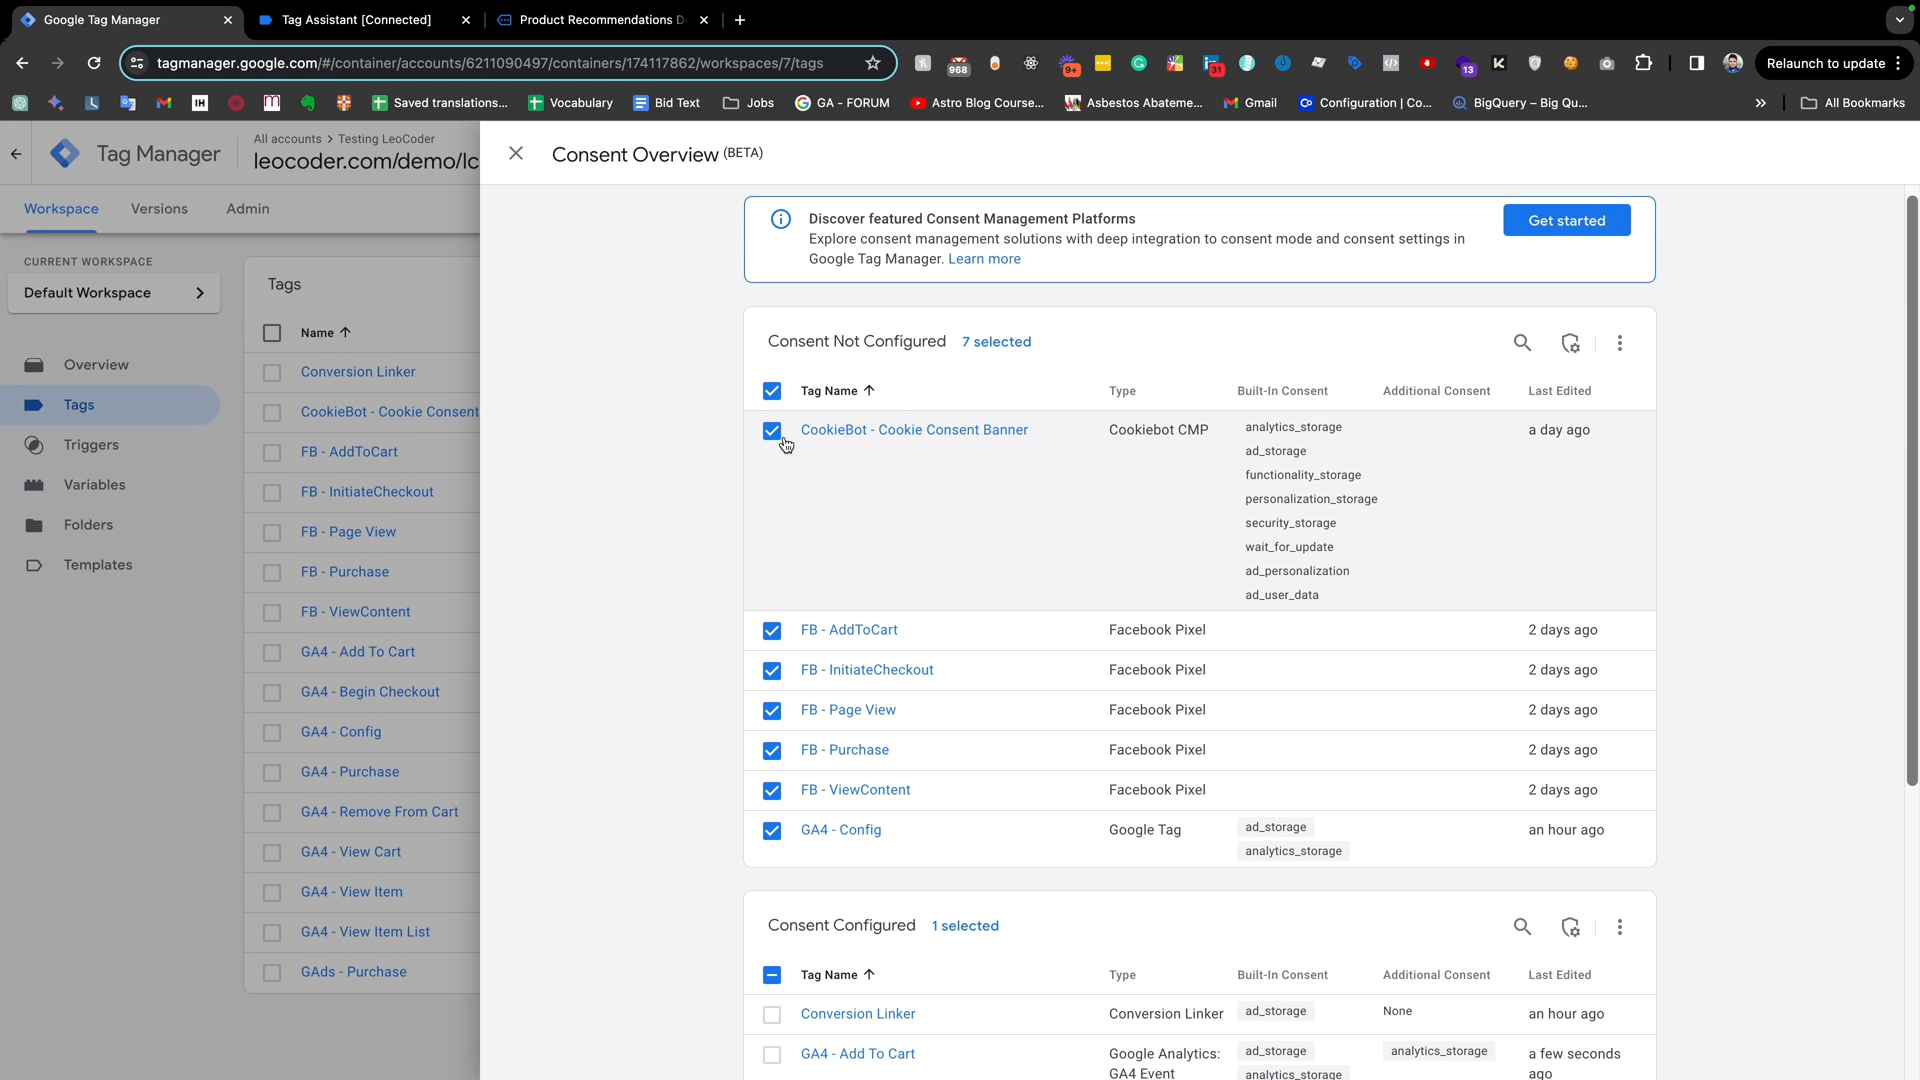 Google Tag Manager
Tag Assistant [Connected]
Product Recommendations D
tagmanager.google.com/#/container/accounts/6211090497/containers/174117862/workspaces/7/tags
968
9+
31
13
Relaunch to update
Saved translations...
Vocabulary
Bid Text
Jobs
GA - FORUM
Astro Blog Course...
Asbestos Abateme...
Gmail
Configuration | Co...
BigQuery – Big Qu...
All Bookmarks
Tag Manager
All accounts > Testing LeoCoder
leocoder.com/demo/lc
Workspace
Versions
Admin
CURRENT WORKSPACE
Default Workspace
Overview
Tags
Triggers
Variables
Folders
Templates
Tags
Name
Conversion Linker
CookieBot - Cookie Consent
FB - AddToCart
FB - InitiateCheckout
FB - Page View
FB - Purchase
FB - ViewContent
GA4 - Add To Cart
GA4 - Begin Checkout
GA4 - Config
GA4 - Purchase
GA4 - Remove From Cart
GA4 - View Cart
GA4 - View Item
GA4 - View Item List
GAds - Purchase
Consent Overview (BETA)
Discover featured Consent Management Platforms
Explore consent management solutions with deep integration to consent mode and consent settings in
Google Tag Manager. Learn more
Get started
Consent Not Configured 7 selected
Tag Name Type Built-In Consent Additional Consent Last Edited
CookieBot - Cookie Consent Banner Cookiebot CMP analytics_storage a day ago
ad_storage
functionality_storage
personalization_storage
security_storage
wait_for_update
ad_personalization
ad_user_data
FB - AddToCart Facebook Pixel 2 days ago
FB - InitiateCheckout Facebook Pixel 2 days ago
FB - Page View Facebook Pixel 2 days ago
FB - Purchase Facebook Pixel 2 days ago
FB - ViewContent Facebook Pixel 2 days ago
GA4 - Config Google Tag ad_storage an hour ago
analytics_storage
Consent Configured 1 selected
Tag Name Type Built-In Consent Additional Consent Last Edited
Conversion Linker Conversion Linker ad_storage None an hour ago
GA4 - Add To Cart Google Analytics: ad_storage analytics_storage a few seconds
GA4 Event analytics_storage ago